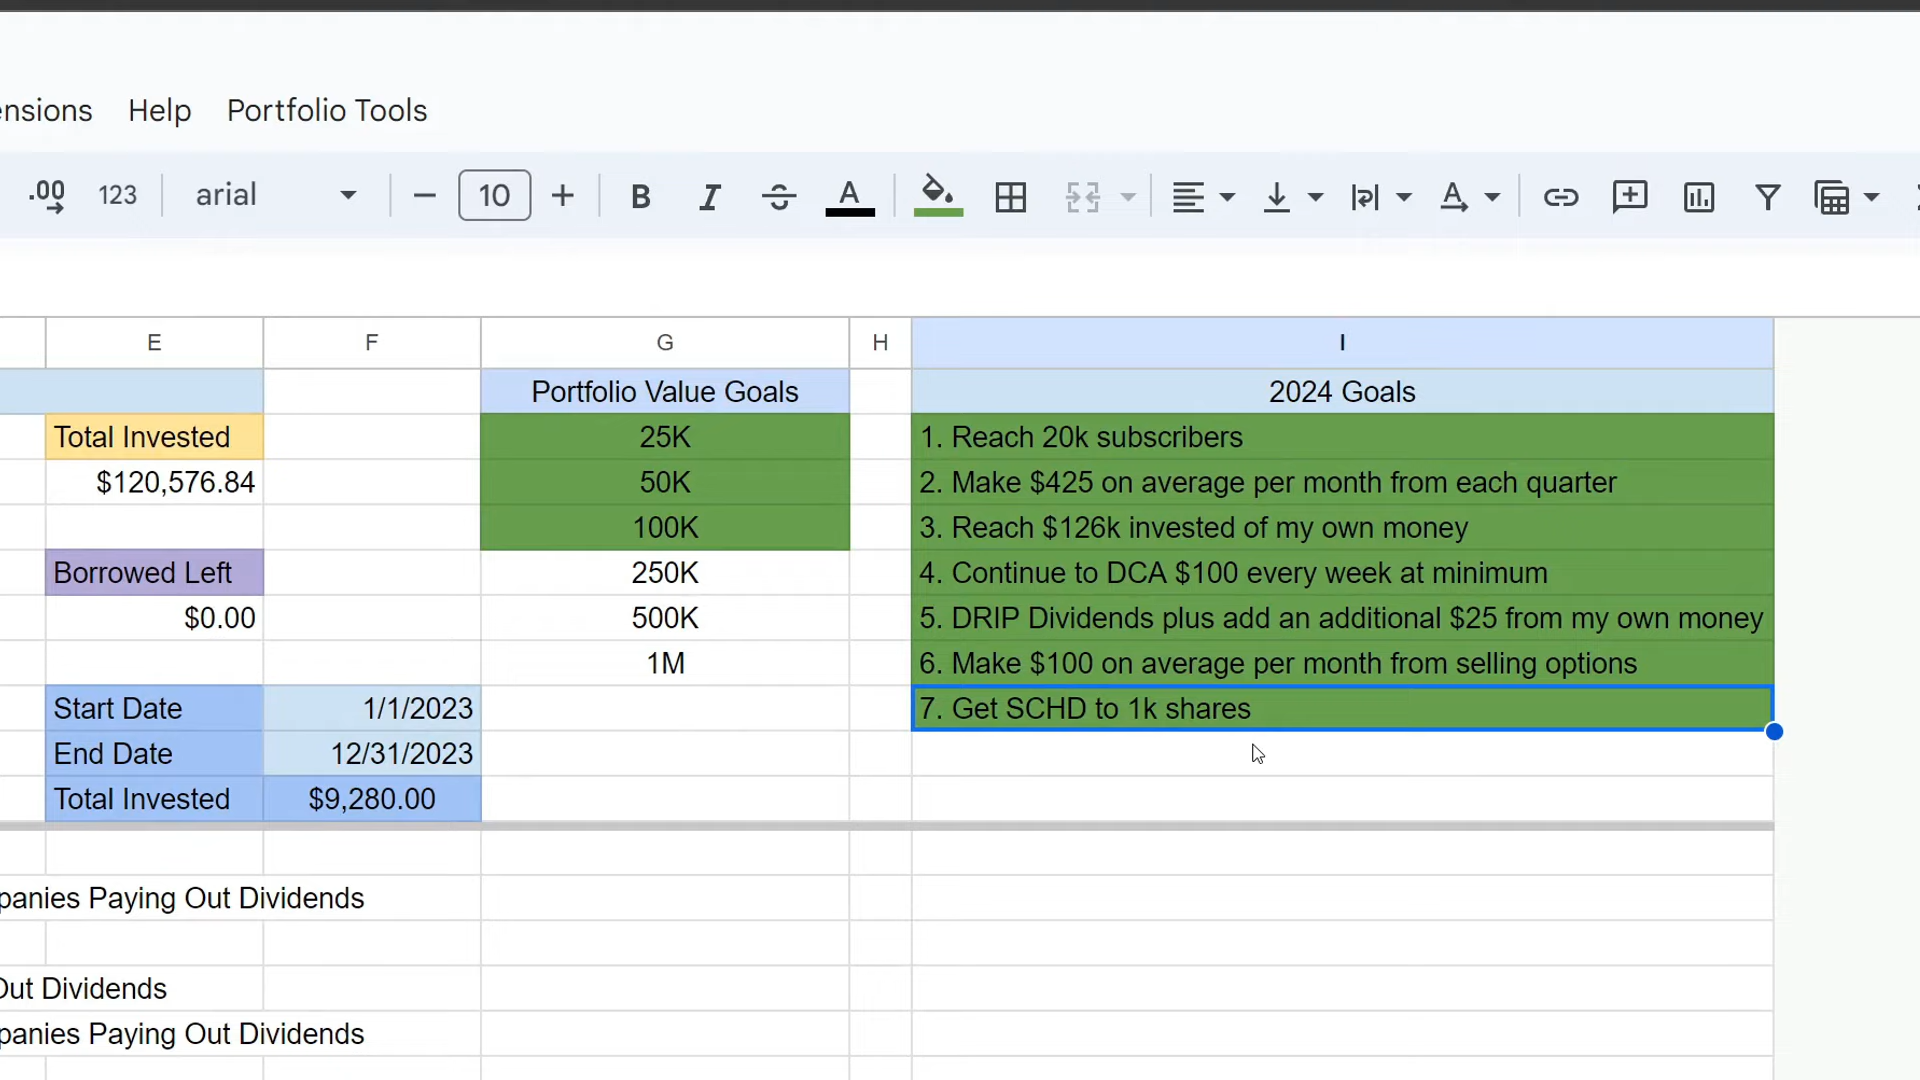 ensions Help Portfolio Tools
.00 123 arial 10 B I S A
E F G H I
Portfolio Value Goals 2024 Goals
Total Invested 25K 1. Reach 20k subscribers
$120,576.84 50K 2. Make $425 on average per month from each quarter
100K 3. Reach $126k invested of my own money
Borrowed Left 250K 4. Continue to DCA $100 every week at minimum
$0.00 500K 5. DRIP Dividends plus add an additional $25 from my own money
1M 6. Make $100 on average per month from selling options
Start Date 1/1/2023 7. Get SCHD to 1k shares
End Date 12/31/2023
Total Invested $9,280.00
panies Paying Out Dividends
Out Dividends
panies Paying Out Dividends